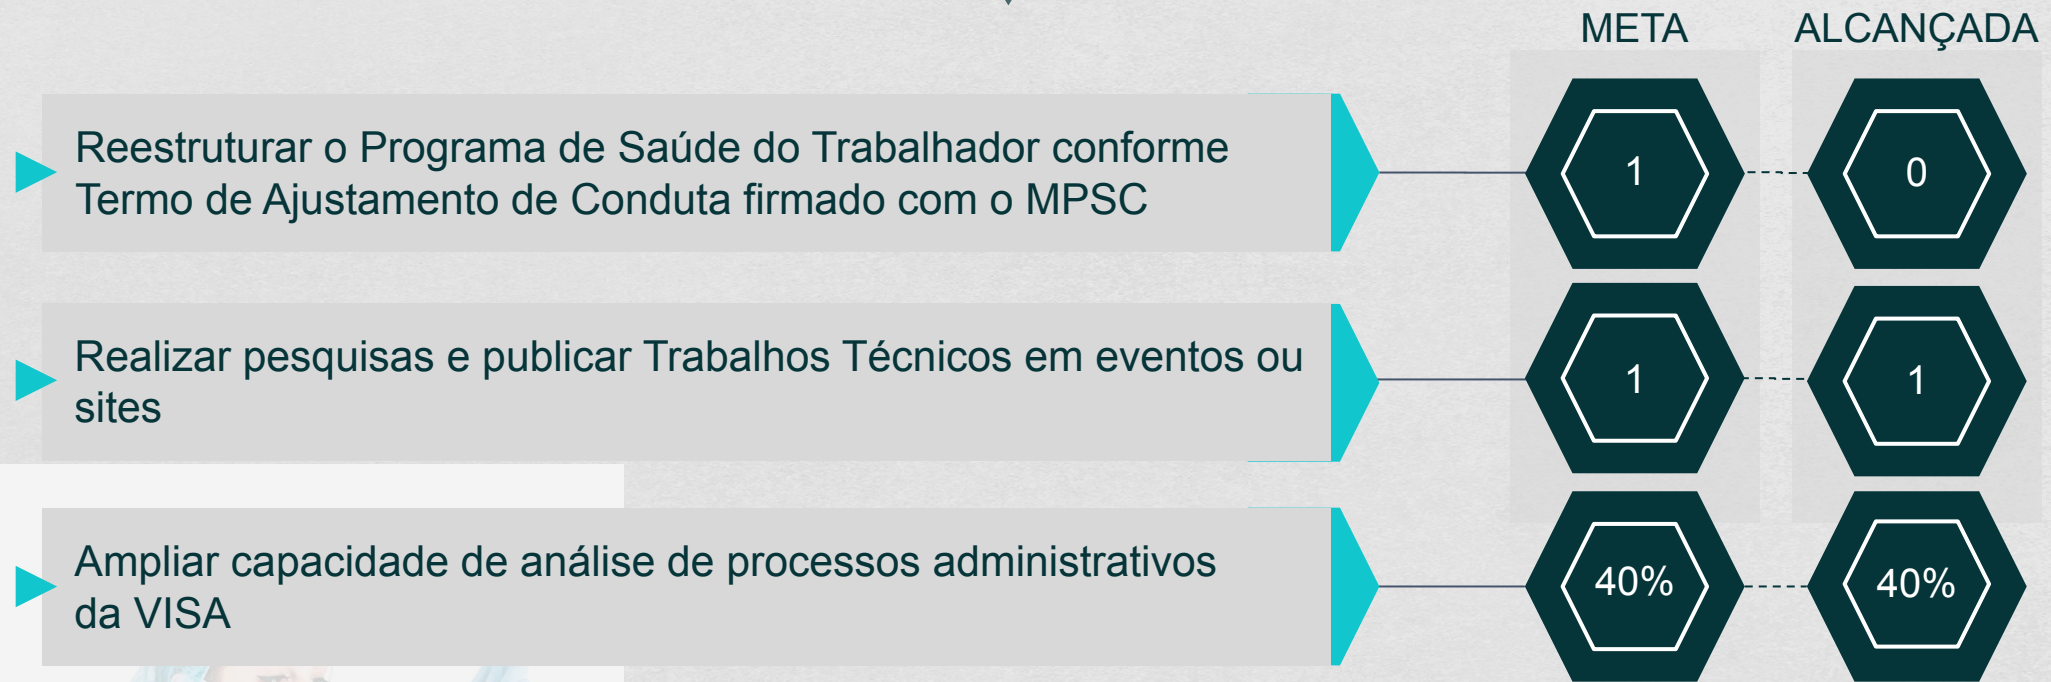 META ALCANÇADA
Reestruturar o Programa de Saúde do Trabalhador conforme
Termo de Ajustamento de Conduta firmado com o MPSC
1 0
Realizar pesquisas e publicar Trabalhos Técnicos em eventos ou
sites
1 1
Ampliar capacidade de análise de processos administrativos
da VISA
40% 40%